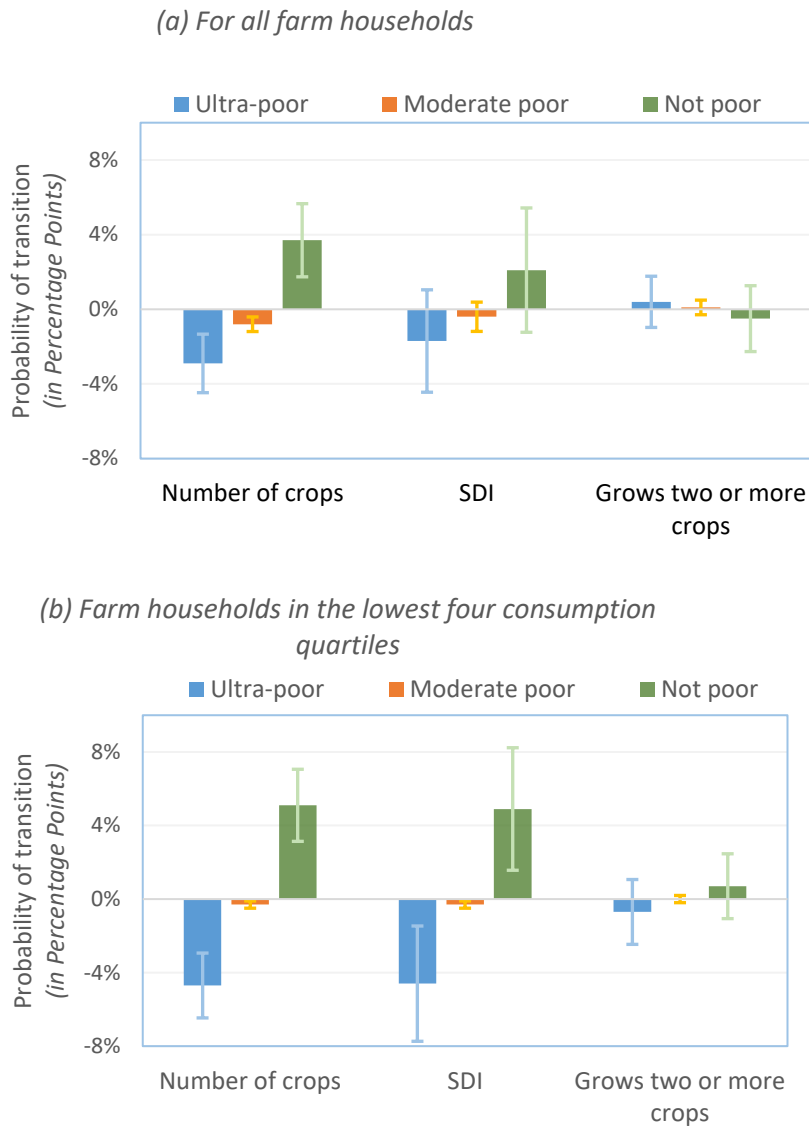 (a) For all farm households
Ultra-poor Moderate poor Not poor
Probability of transition
(in Percentage Points)
8%
4%
0%
-4%
-8%
Number of crops SDI Grows two or more
crops
(b) Farm households in the lowest four consumption
quartiles
Ultra-poor Moderate poor Not poor
Probability of transition
(in Percentage Points)
8%
4%
0%
-4%
-8%
Number of crops SDI Grows two or more
crops